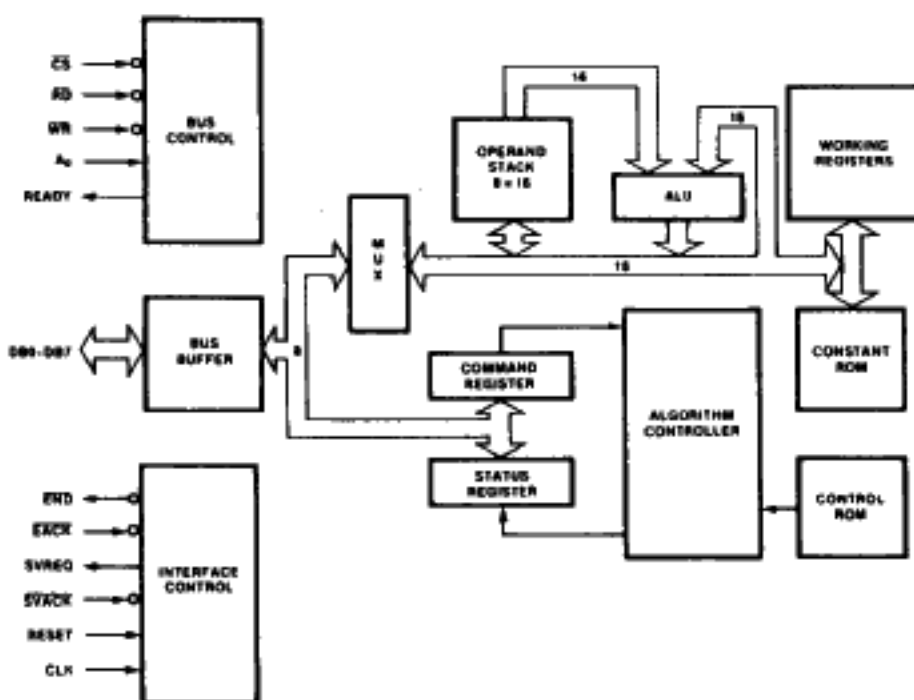 CS
RD
WR
A₀
READY
BUS
CONTROL
OPERAND
STACK
8 × 16
16
16
ALU
WORKING
REGISTERS
MUX
16
DB0-DB7
BUS
BUFFER
8
COMMAND
REGISTER
ALGORITHM
CONTROLLER
CONSTANT
ROM
STATUS
REGISTER
CONTROL
ROM
END
EACK
SVREQ
SVACK
RESET
CLK
INTERFACE
CONTROL